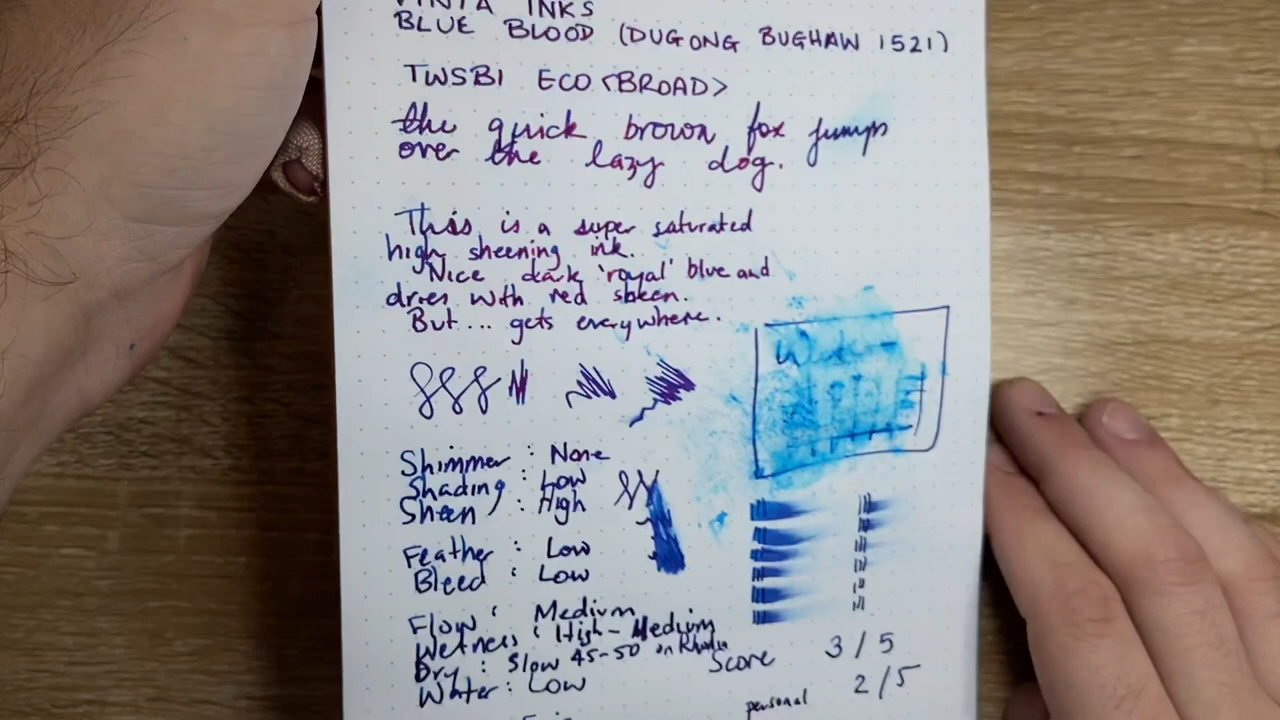 VINTA INKS
BLUE BLOOD (DUGONG BUGHAW 1521)
TWSBI ECO <BROAD>
the quick brown fox jumps
over the lazy dog.
This is a super saturated
high sheening ink.
Nice dark 'royal' blue and
dries with red sheen.
But... gets everywhere.
Water
Shimmer : None
Shading : Low
Sheen : High
Feather : Low
Bleed : Low
Flow : Medium
Wetness : High-Medium
Dry : Slow 45-50 on Rhodia
Water : Low
Score 3/5
personal 2/5